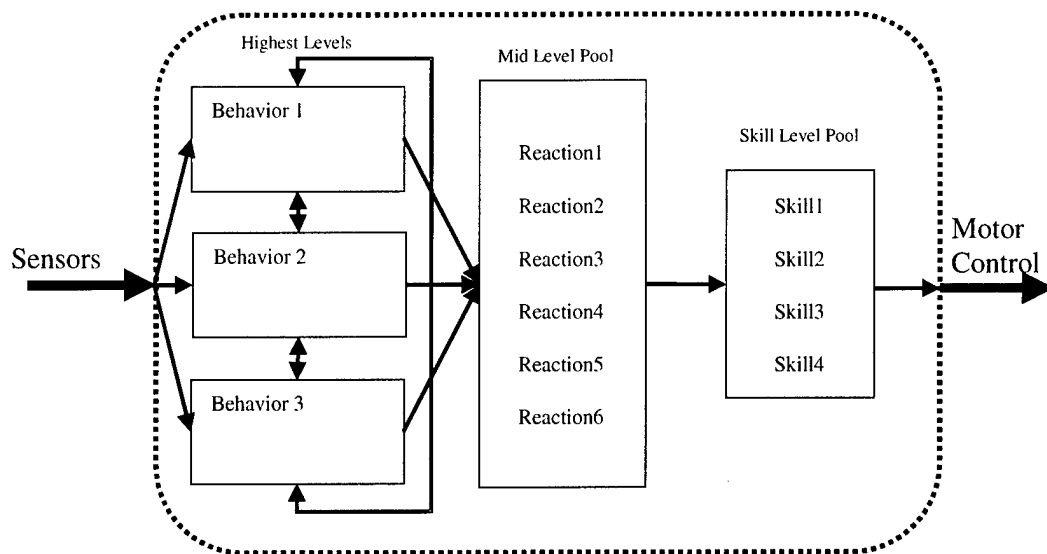 Highest Levels
Mid Level Pool
Skill Level Pool
Sensors
Behavior 1
Behavior 2
Behavior 3
Reaction1
Reaction2
Reaction3
Reaction4
Reaction5
Reaction6
Skill1
Skill2
Skill3
Skill4
Motor
Control